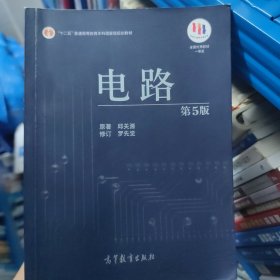 “十二五”普通高等教育本科国家级规划教材
电路
第5版
原著 邱关源
修订 罗先觉
高等教育出版社